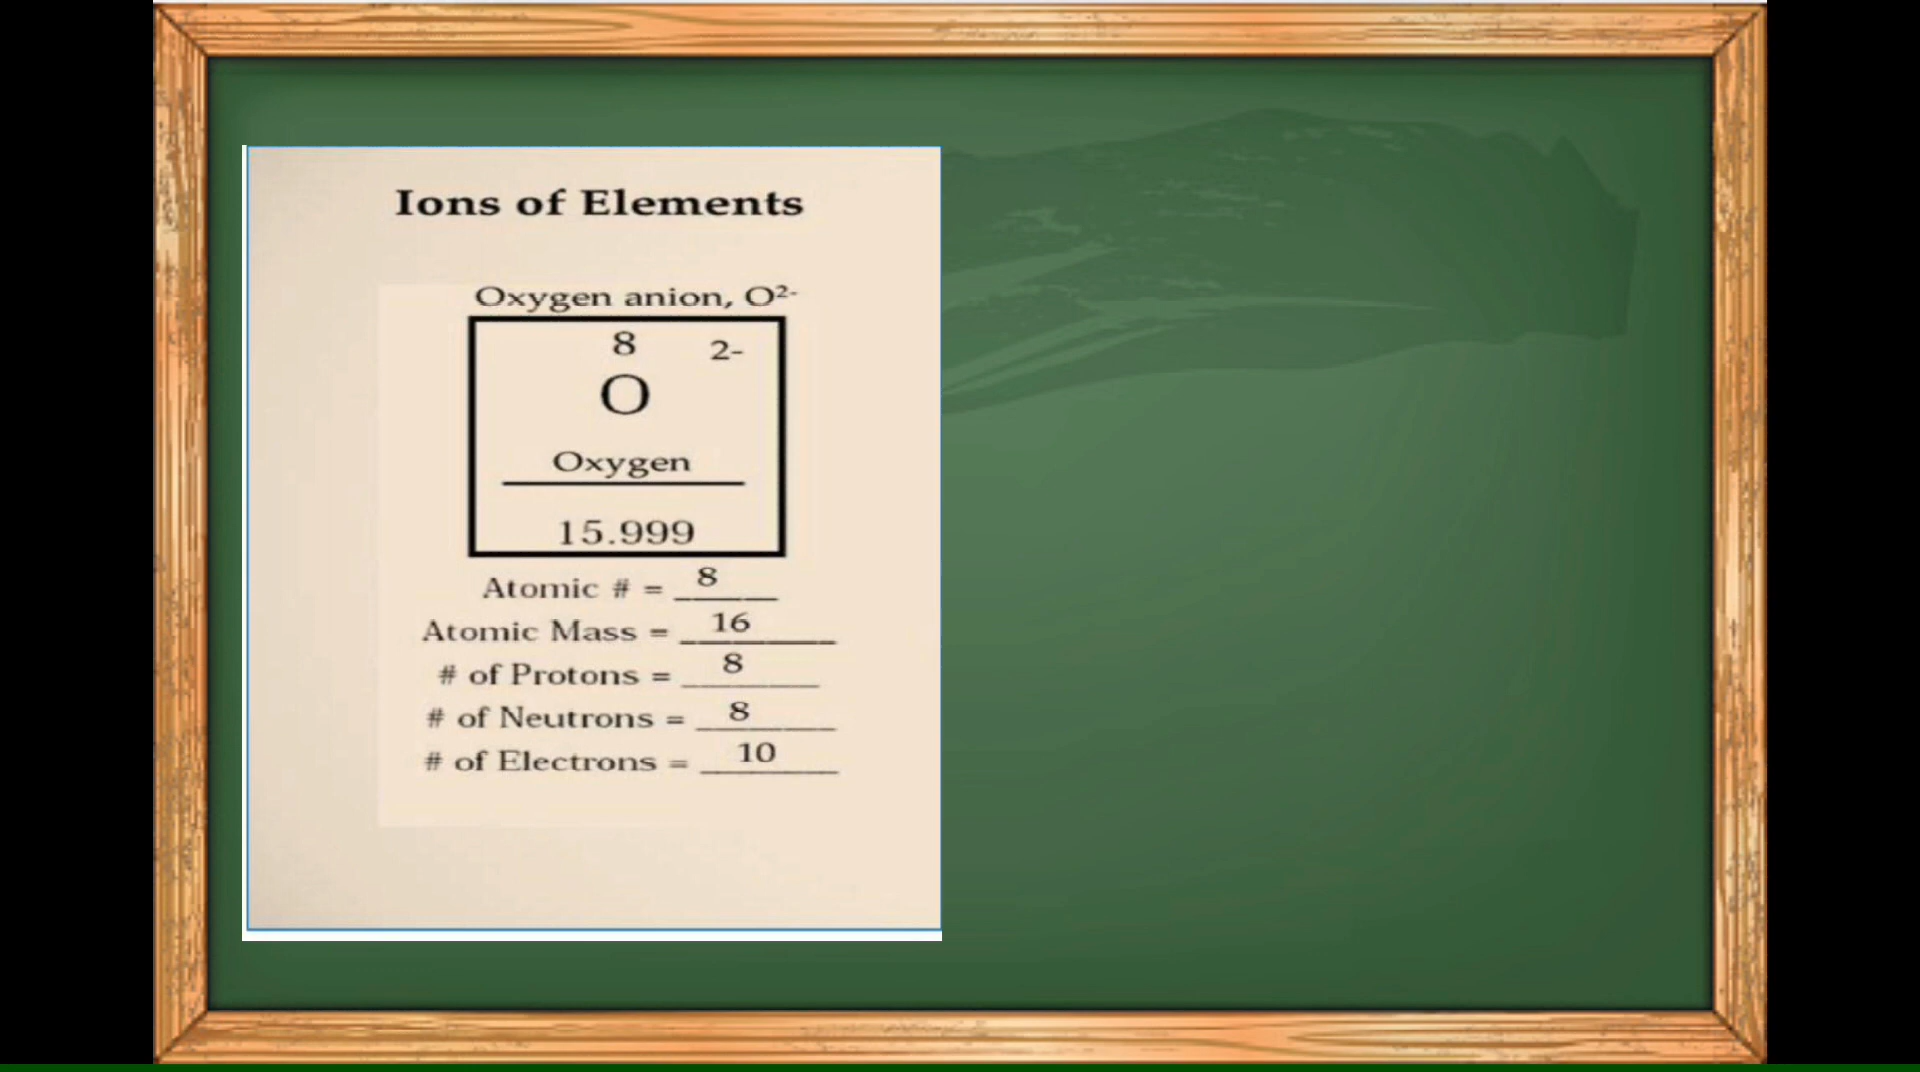 Ions of Elements
Oxygen anion, O²⁻
8 2-
O
Oxygen
15.999
Atomic # = 8
Atomic Mass = 16
# of Protons = 8
# of Neutrons = 8
# of Electrons = 10